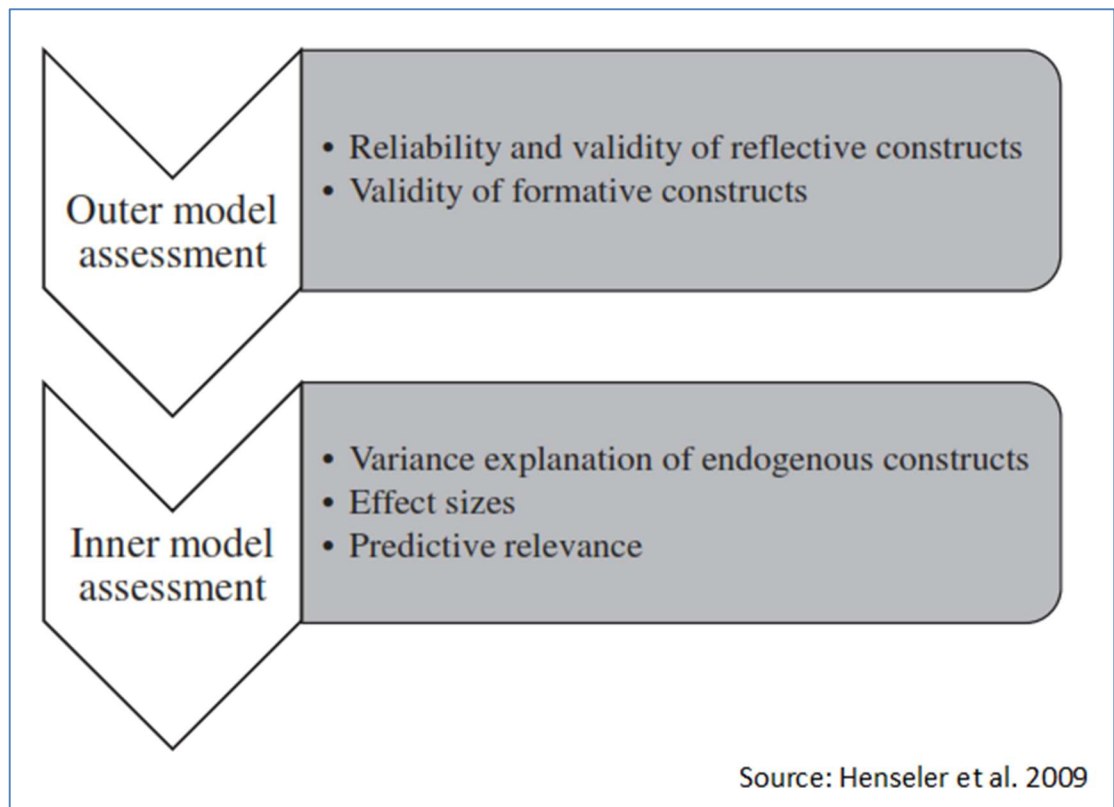 Outer model
assessment
• Reliability and validity of reflective constructs
• Validity of formative constructs
Inner model
assessment
• Variance explanation of endogenous constructs
• Effect sizes
• Predictive relevance
Source: Henseler et al. 2009